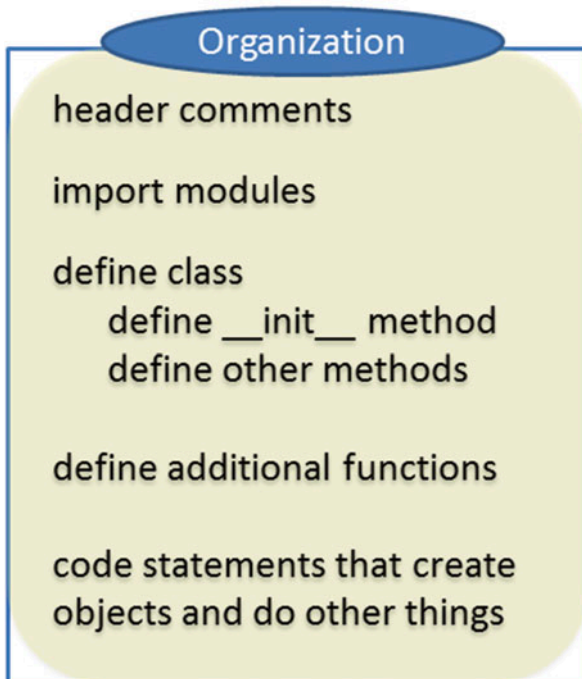 Organization
header comments
import modules
define class
define __init__ method
define other methods
define additional functions
code statements that create
objects and do other things